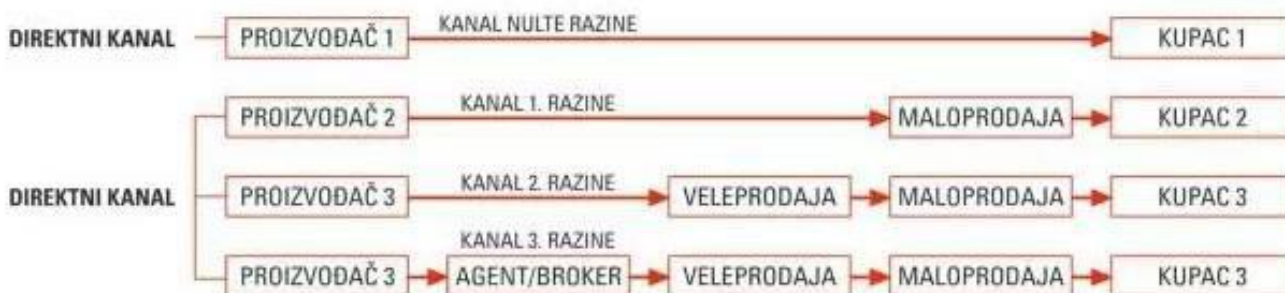 DIREKTNI KANAL PROIZVOĐAČ 1 KANAL NULTE RAZINE KUPAC 1
KANAL 1. RAZINE
PROIZVOĐAČ 2 MALOPRODAJA KUPAC 2
DIREKTNI KANAL PROIZVOĐAČ 3 KANAL 2. RAZINE VELEPRODAJA MALOPRODAJA KUPAC 3
KANAL 3. RAZINE
PROIZVOĐAČ 3 AGENT/BROKER VELEPRODAJA MALOPRODAJA KUPAC 3